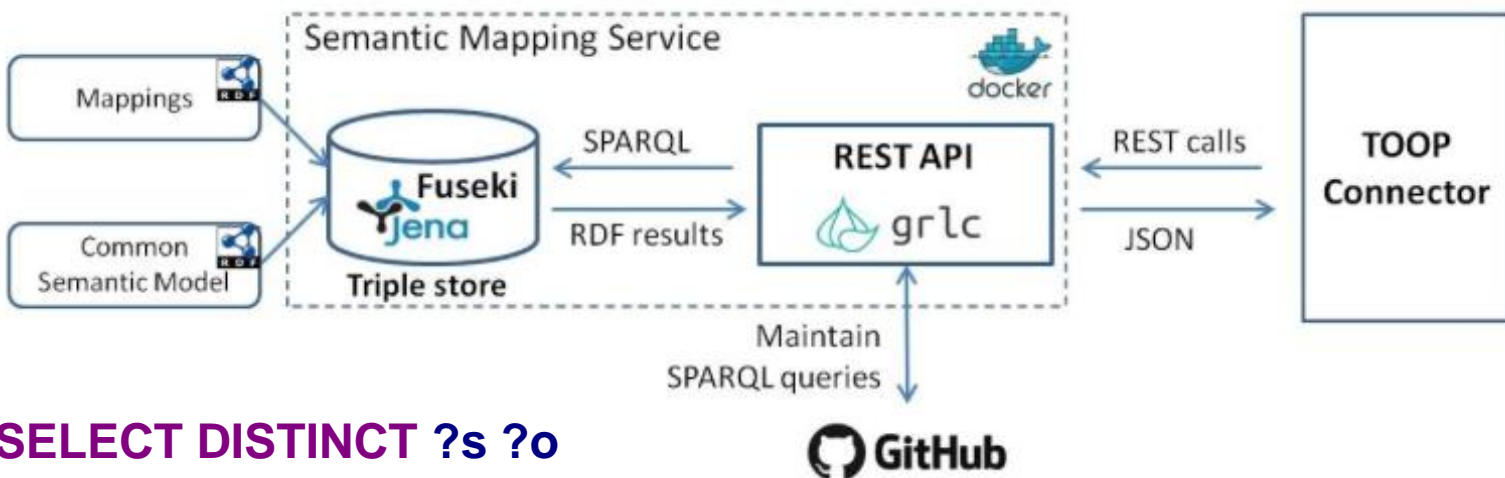 Semantic Mapping Service
docker
Mappings
RDF
SPARQL
REST API
REST calls
TOOP
Connector
Fuseki
Jena
grlc
RDF results
JSON
Common
Semantic Model
RDF
Triple store
Maintain
SPARQL queries
SELECT DISTINCT ?s ?o
GitHub